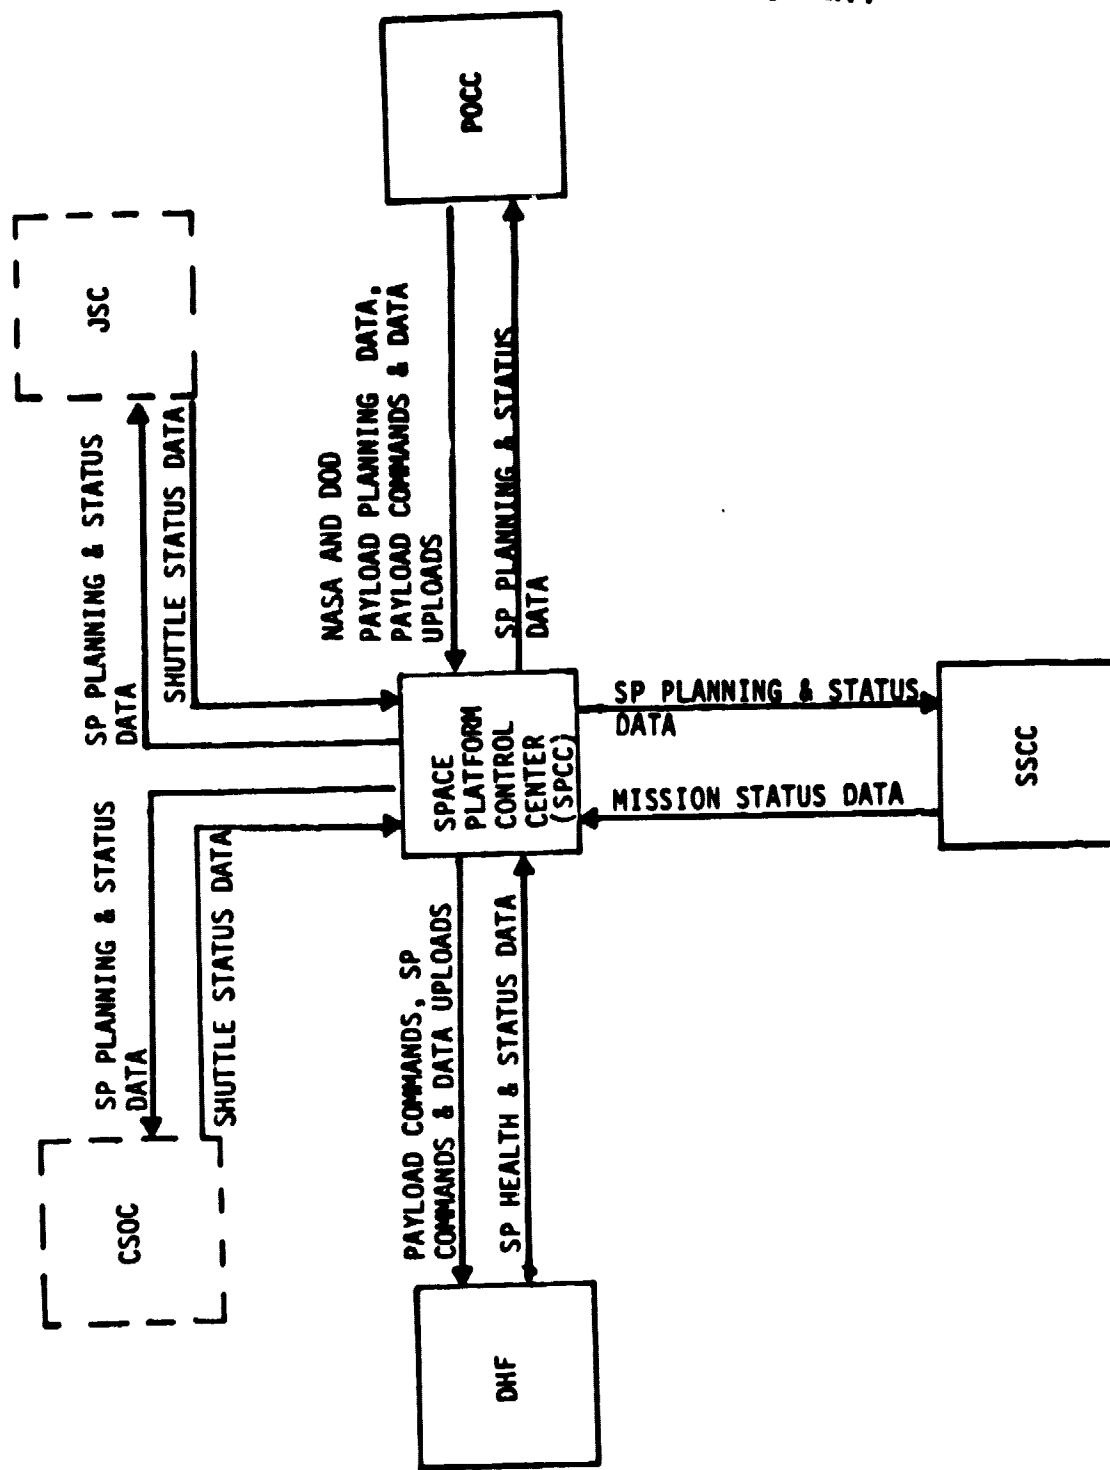 CSOC
JSC
SP PLANNING & STATUS
DATA
SHUTTLE STATUS DATA
SP PLANNING & STATUS
DATA
SHUTTLE STATUS DATA
DHF
PAYLOAD COMMANDS, SP
COMMANDS & DATA UPLOADS
SP HEALTH & STATUS DATA
SPACE
PLATFORM
CONTROL
CENTER
(SPCC)
NASA AND DOD
PAYLOAD PLANNING DATA,
PAYLOAD COMMANDS & DATA
UPLOADS
SP PLANNING & STATUS
DATA
POCC
SP PLANNING & STATUS
DATA
MISSION STATUS DATA
SSCC